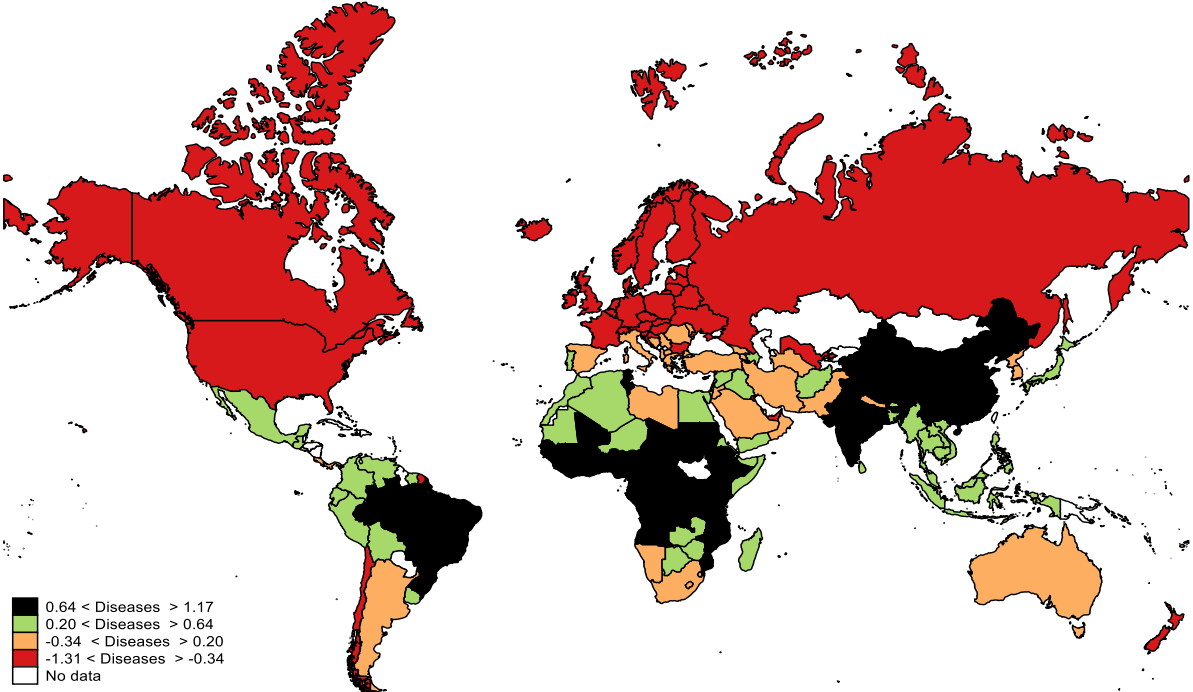 0.64 < Diseases > 1.17
0.20 < Diseases > 0.64
-0.34 < Diseases > 0.20
-1.31 < Diseases > -0.34
No data